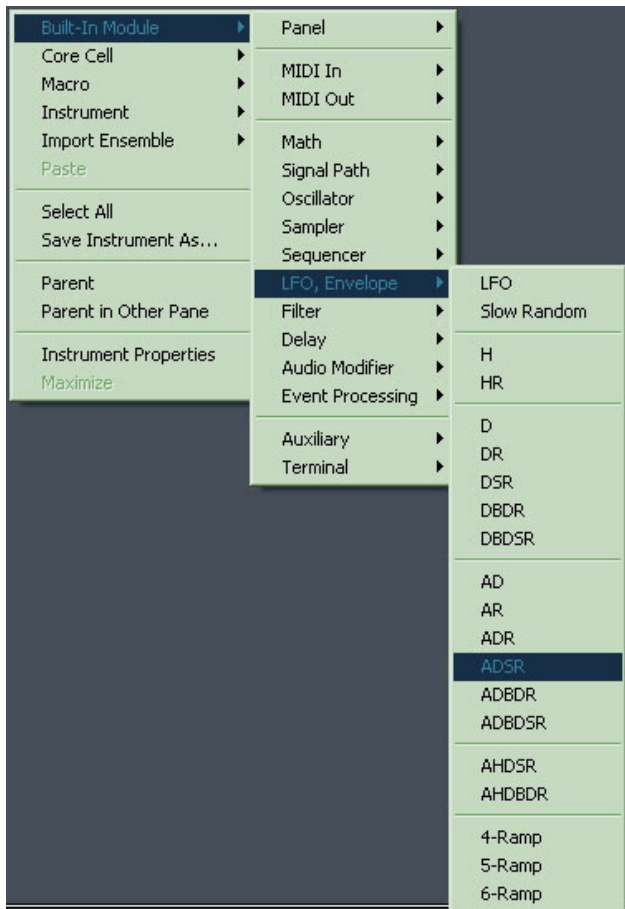 Built-In Module
Core Cell
Macro
Instrument
Import Ensemble
Paste
Select All
Save Instrument As...
Parent
Parent in Other Pane
Instrument Properties
Maximize
Panel
MIDI In
MIDI Out
Math
Signal Path
Oscillator
Sampler
Sequencer
LFO, Envelope
Filter
Delay
Audio Modifier
Event Processing
Auxiliary
Terminal
LFO
Slow Random
H
HR
D
DR
DSR
DBDR
DBDSR
AD
AR
ADR
ADSR
ADBDR
ADBDSR
AHDSR
AHDBDR
4-Ramp
5-Ramp
6-Ramp